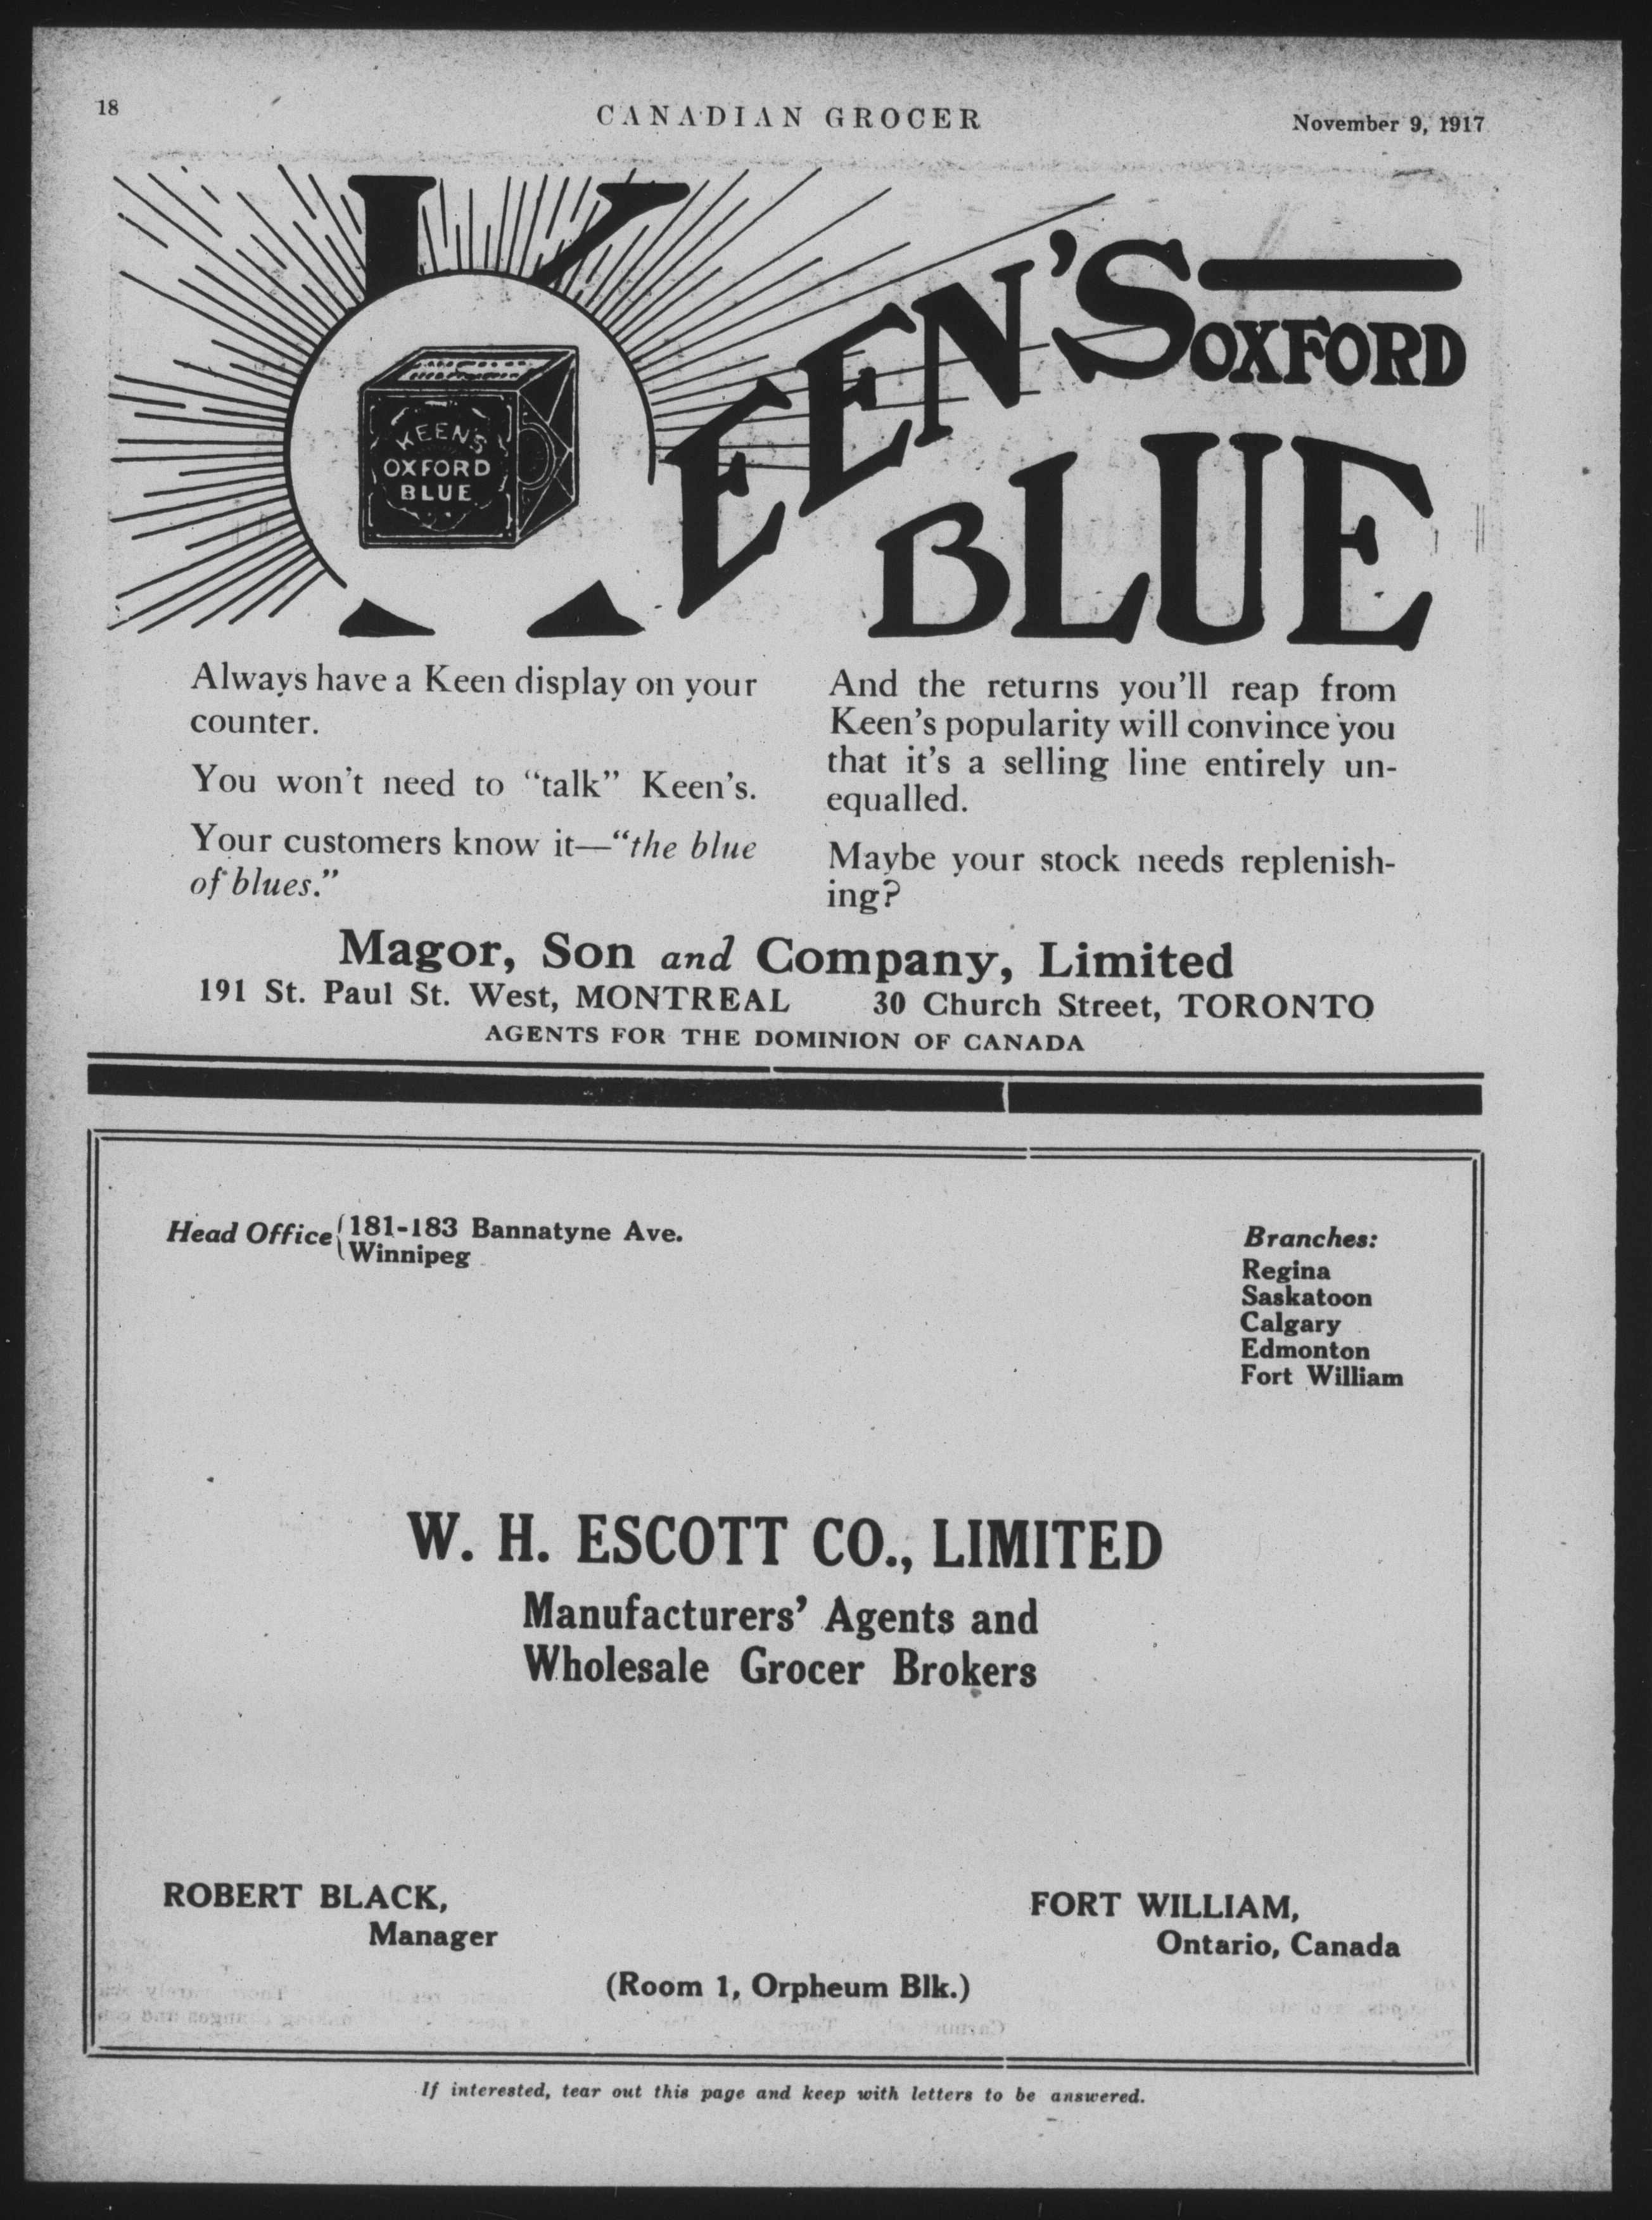 18
CANADIAN GROCER
November 9, 1917
KEEN'S OXFORD
BLUE
KEEN'S
OXFORD
BLUE
Always have a Keen display on your
counter.
You won't need to "talk" Keen's.
Your customers know it—"the blue
of blues."
And the returns you'll reap from
Keen's popularity will convince you
that it's a selling line entirely un-
equalled.
Maybe your stock needs replenish-
ing?
Magor, Son and Company, Limited
191 St. Paul St. West, MONTREAL 30 Church Street, TORONTO
AGENTS FOR THE DOMINION OF CANADA
Head Office 181-183 Bannatyne Ave.
Winnipeg
Branches:
Regina
Saskatoon
Calgary
Edmonton
Fort William
W. H. ESCOTT CO., LIMITED
Manufacturers' Agents and
Wholesale Grocer Brokers
ROBERT BLACK,
Manager
FORT WILLIAM,
Ontario, Canada
(Room 1, Orpheum Blk.)
If interested, tear out this page and keep with letters to be answered.